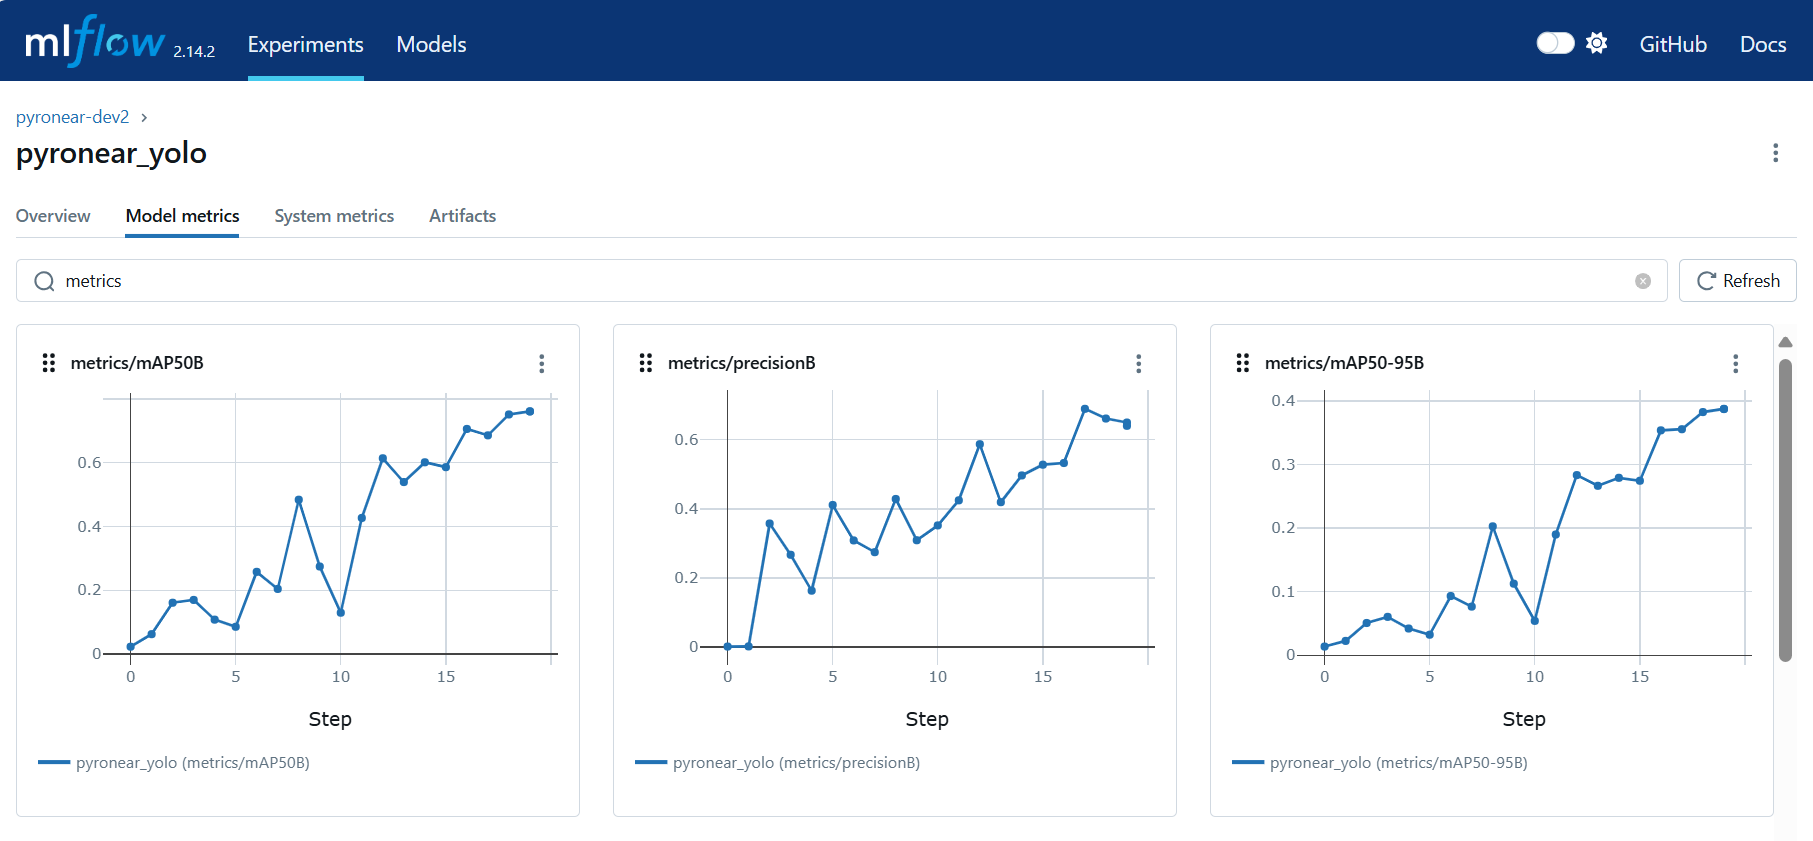 mlflow 2.14.2 Experiments Models GitHub Docs
pyronear-dev2 ›
pyronear_yolo
Overview Model metrics System metrics Artifacts
metrics Refresh
metrics/mAP50B
0.6
0.4
0.2
0
0 5 10 15
Step
pyronear_yolo (metrics/mAP50B)
metrics/precisionB
0.6
0.4
0.2
0
0 5 10 15
Step
pyronear_yolo (metrics/precisionB)
metrics/mAP50-95B
0.4
0.3
0.2
0.1
0
0 5 10 15
Step
pyronear_yolo (metrics/mAP50-95B)